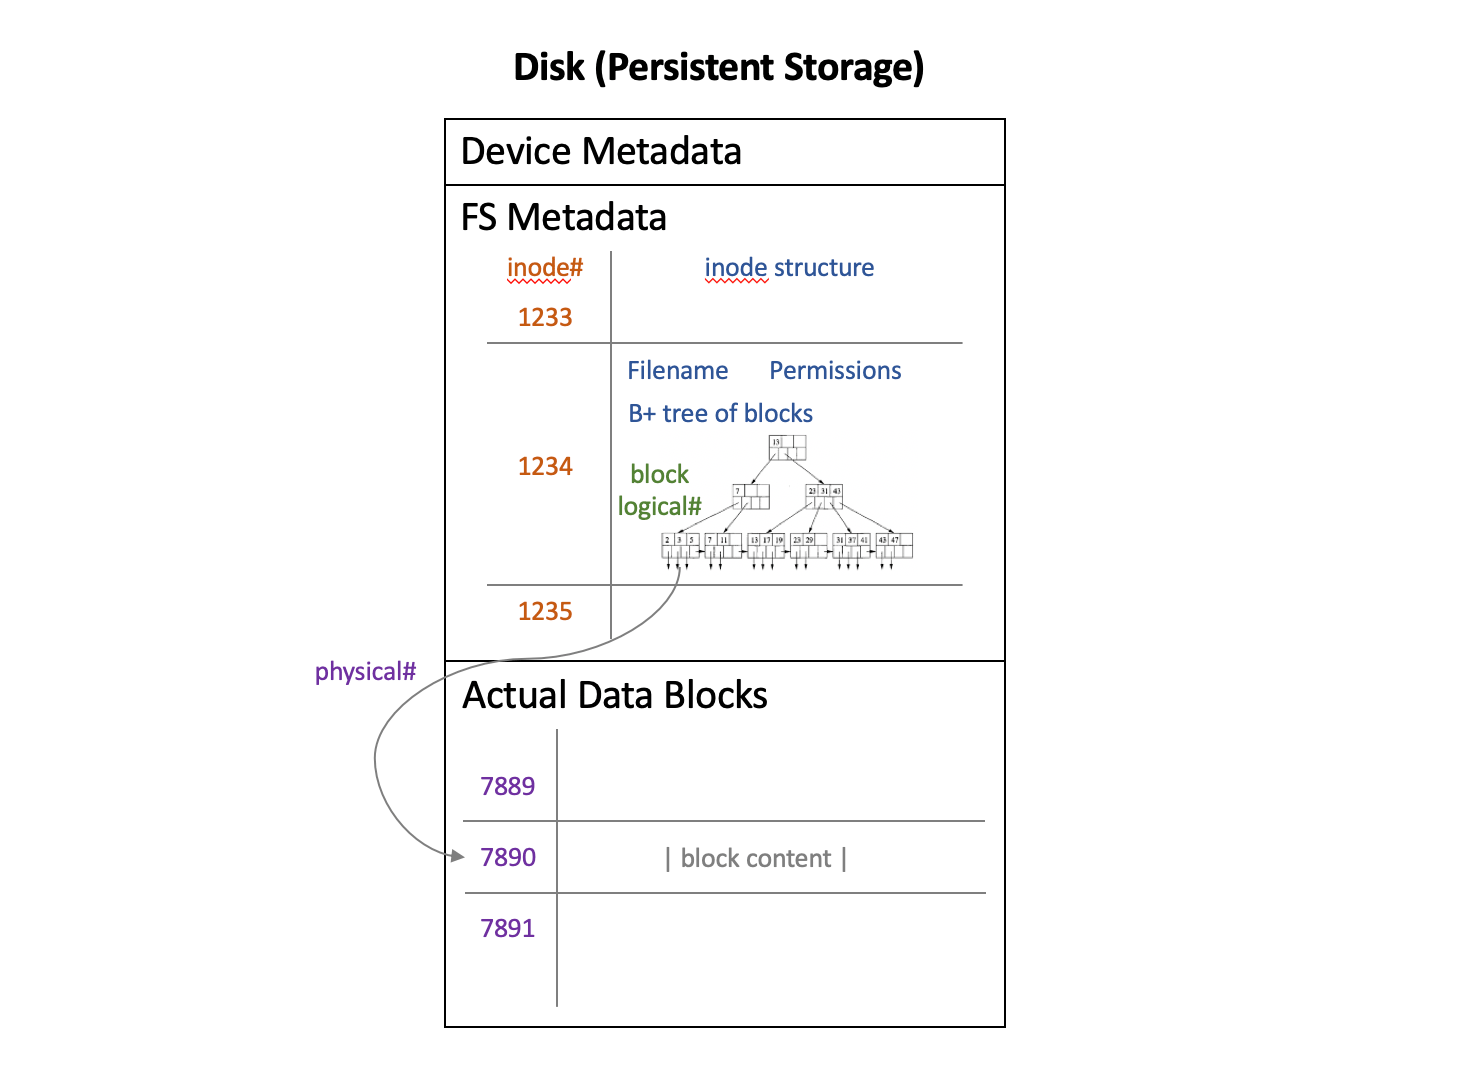 Disk (Persistent Storage)
Device Metadata
FS Metadata
inode# inode structure
1233
Filename Permissions
B+ tree of blocks
13
1234
block
logical#
7 23 31 43
2 3 5 7 11 13 17 19 23 29 31 37 41 43 47
1235
physical#
Actual Data Blocks
7889
7890 | block content |
7891